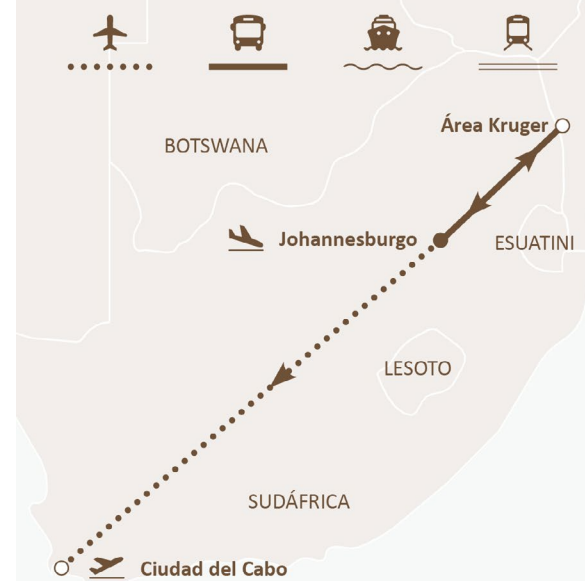 Área Kruger
BOTSWANA
Johannesburgo
ESUATINI
LESOTO
SUDÁFRICA
Ciudad del Cabo